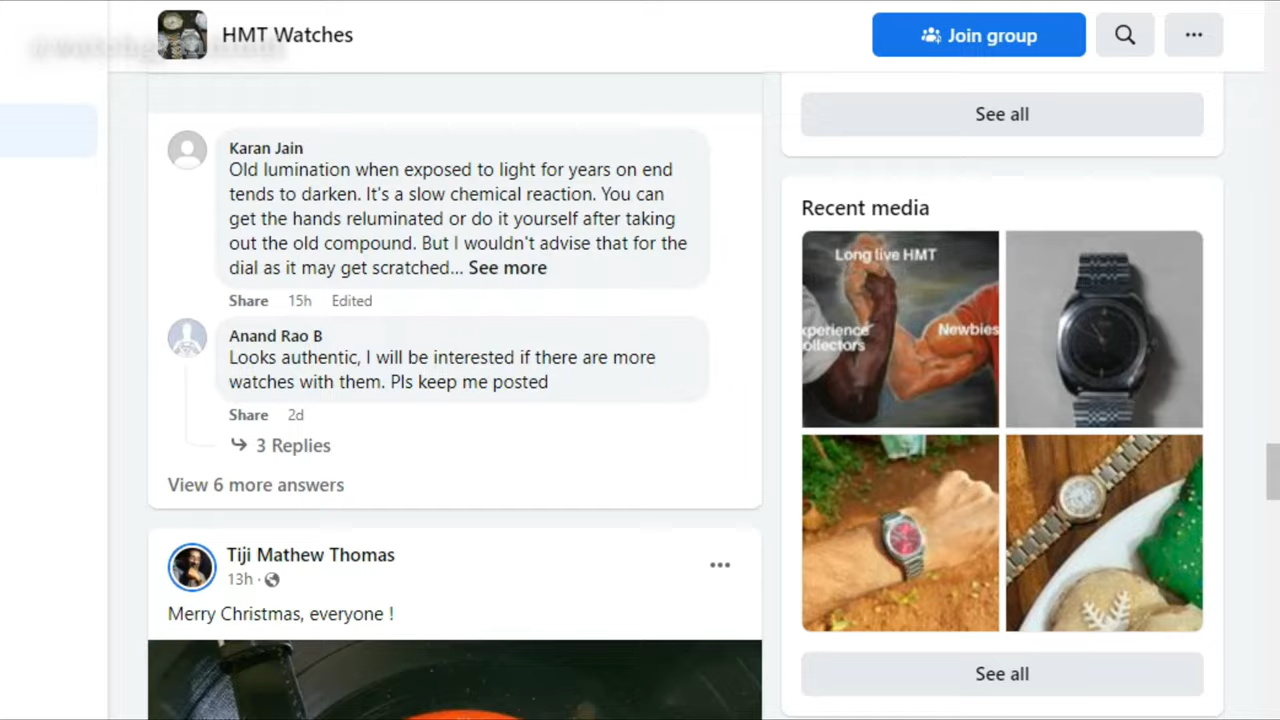 HMT Watches
Join group
Karan Jain
Old lumination when exposed to light for years on end
tends to darken. It's a slow chemical reaction. You can
get the hands reluminated or do it yourself after taking
out the old compound. But I wouldn't advise that for the
dial as it may get scratched... See more
Share 15h Edited
Anand Rao B
Looks authentic, I will be interested if there are more
watches with them. Pls keep me posted
Share 2d
3 Replies
View 6 more answers
Tiji Mathew Thomas
13h ·
Merry Christmas, everyone !
See all
Recent media
Long live HMT
xperience
ollectors
Newbies
See all